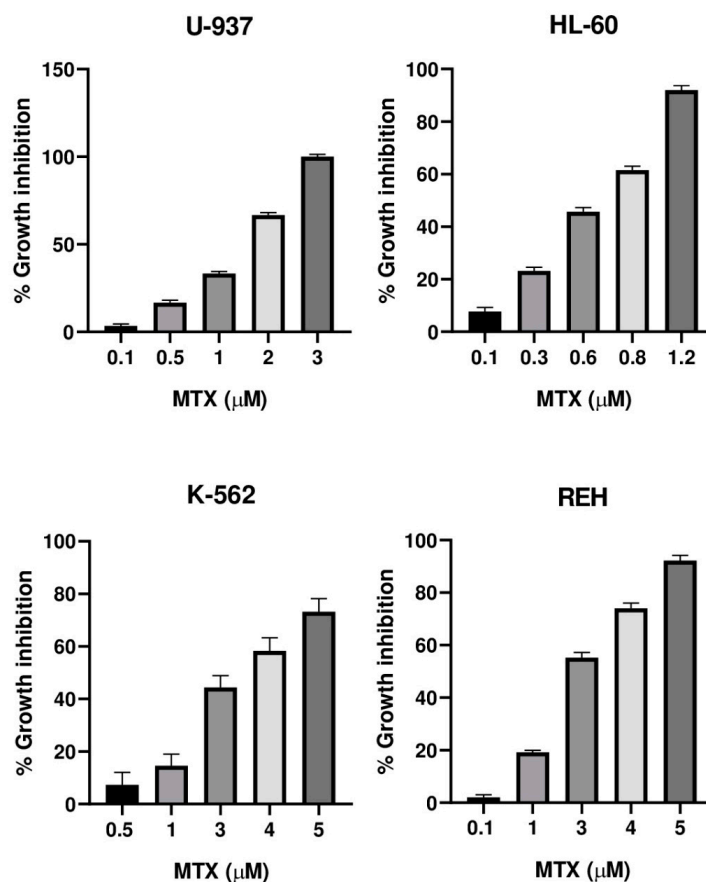 U-937
% Growth inhibition
150
100
50
0
0.1 0.5 1 2 3
MTX (μM)
HL-60
% Growth inhibition
100
80
60
40
20
0
0.1 0.3 0.6 0.8 1.2
MTX (μM)
K-562
% Growth inhibition
100
80
60
40
20
0
0.5 1 3 4 5
MTX (μM)
REH
% Growth inhibition
100
80
60
40
20
0
0.1 1 3 4 5
MTX (μM)